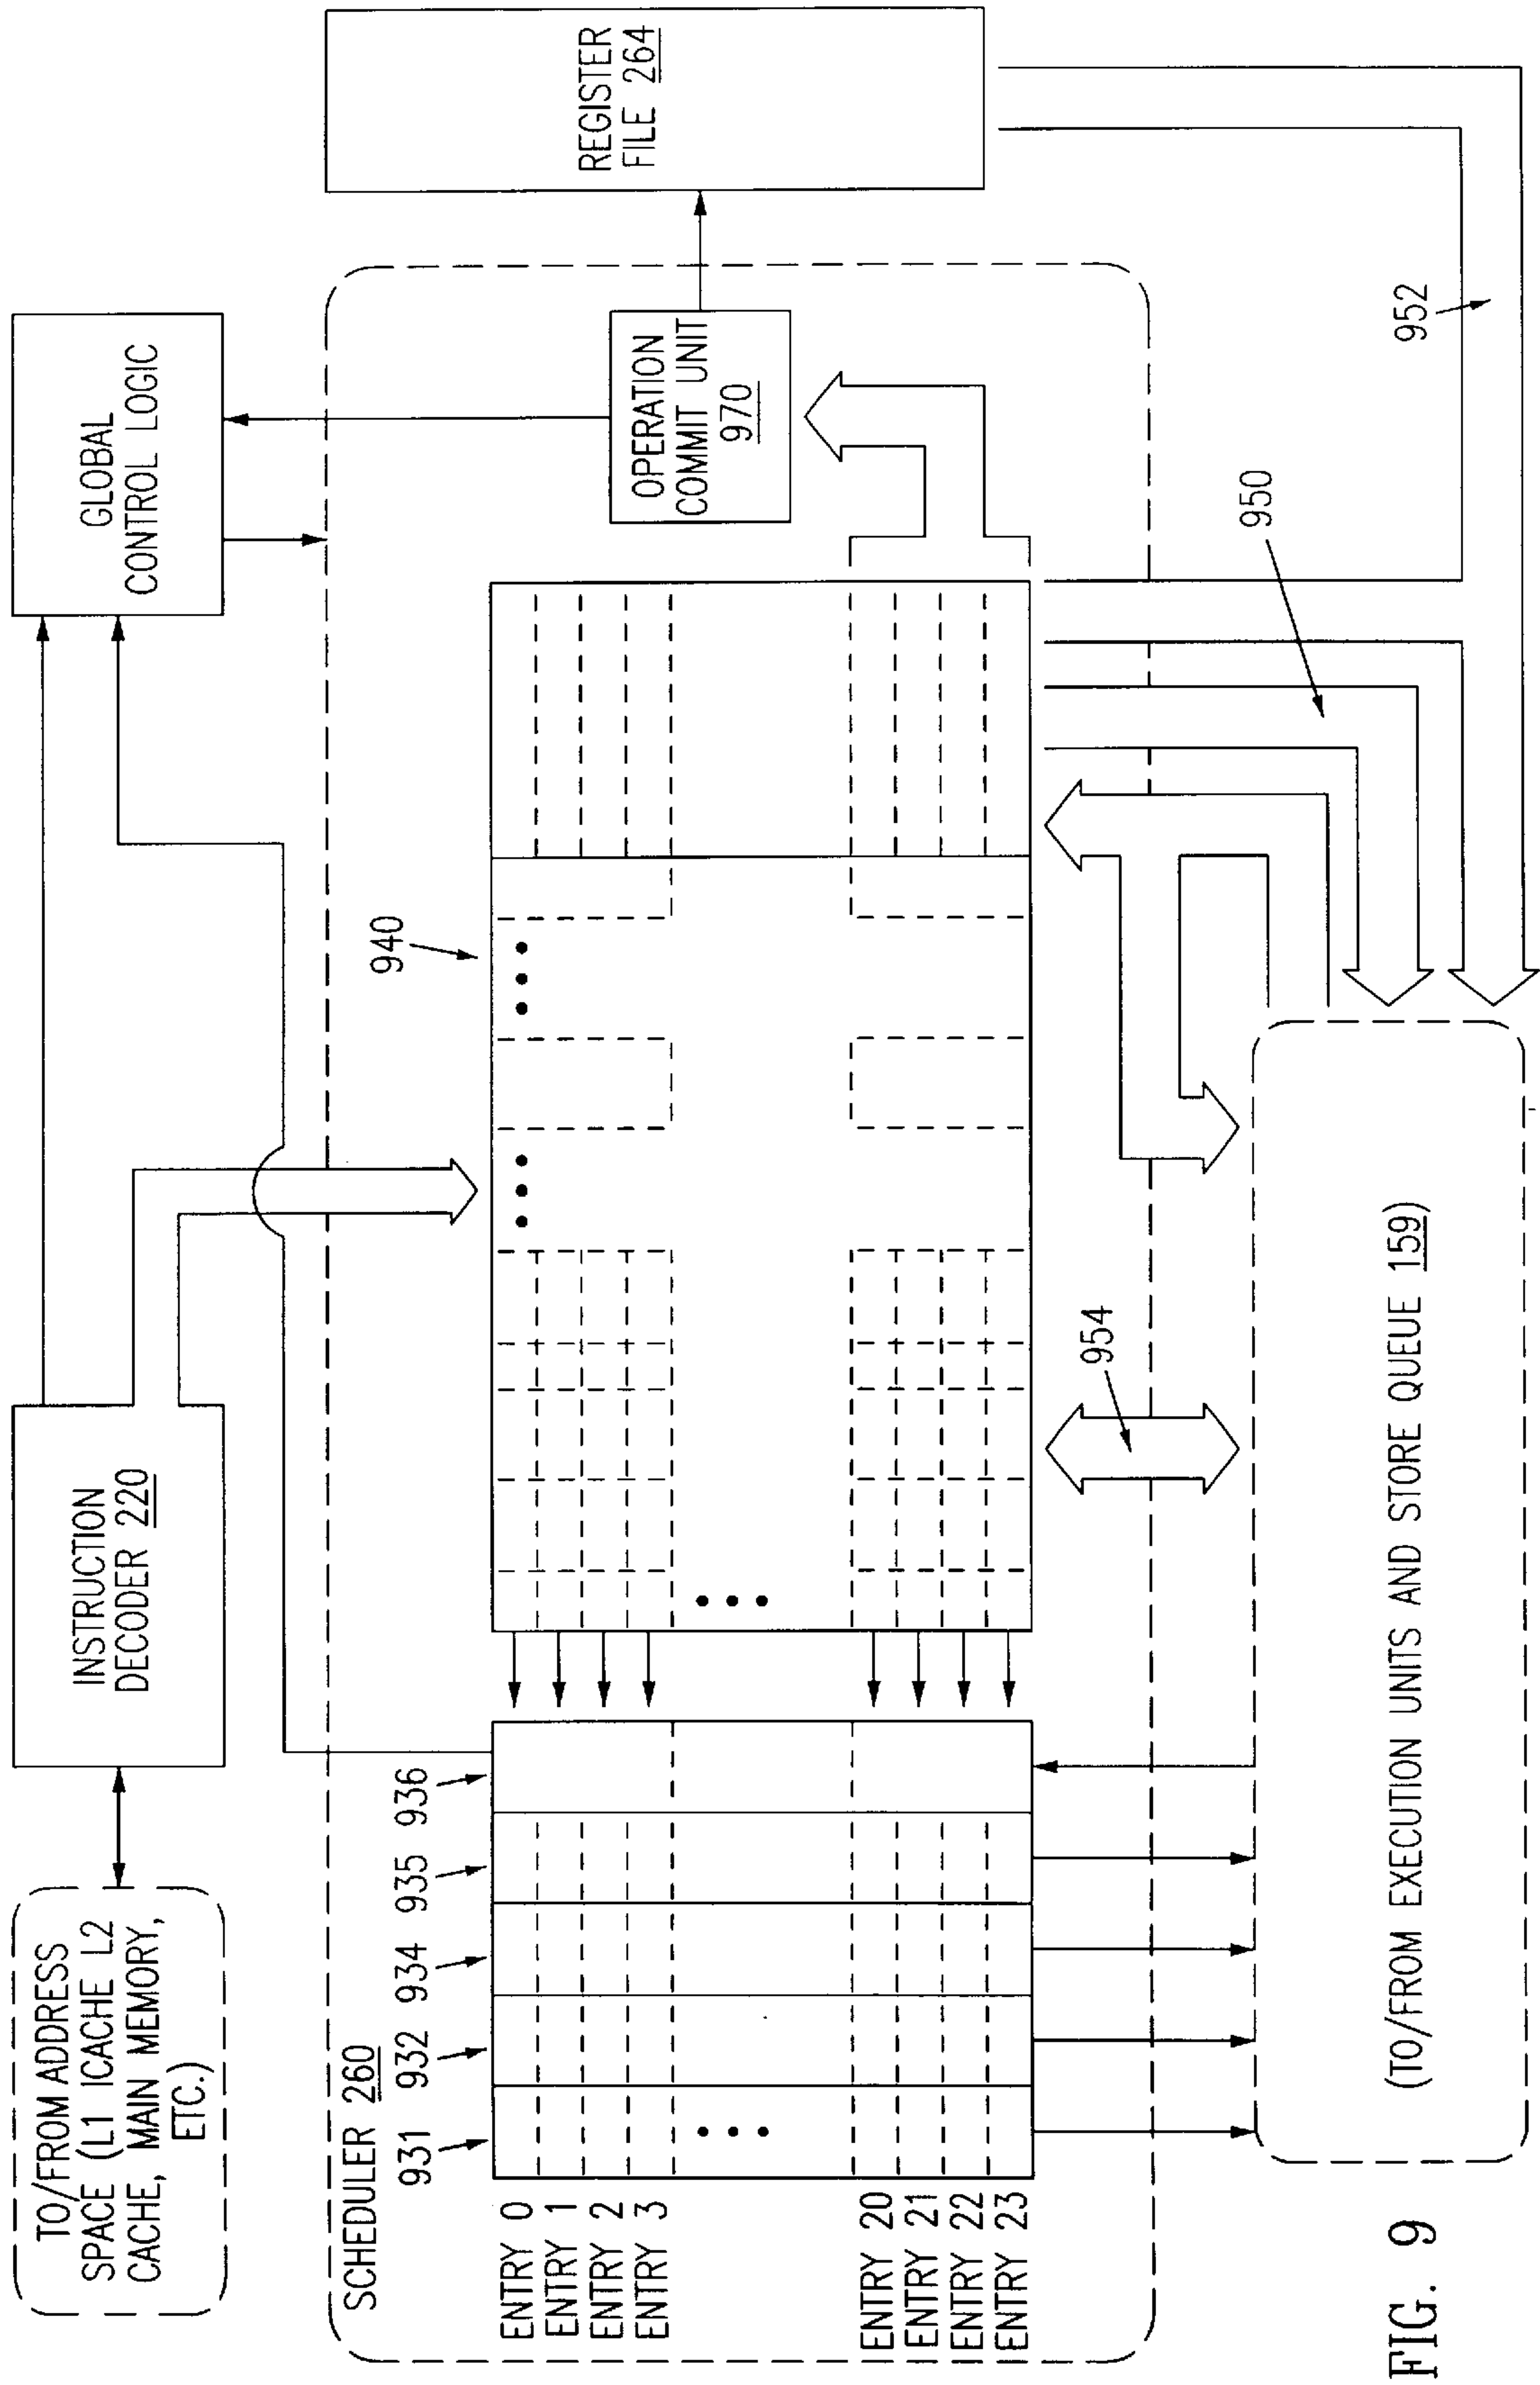 TO/FROM ADDRESS
SPACE (L1 ICACHE L2
CACHE, MAIN MEMORY,
ETC.)
INSTRUCTION
DECODER 220
GLOBAL
CONTROL LOGIC
SCHEDULER 260
931
932
934
935
936
940
ENTRY 0
ENTRY 1
ENTRY 2
ENTRY 3
ENTRY 20
ENTRY 21
ENTRY 22
ENTRY 23
OPERATION
COMMIT UNIT
970
REGISTER
FILE 264
954
950
952
(TO/FROM EXECUTION UNITS AND STORE QUEUE 159)
FIG. 9